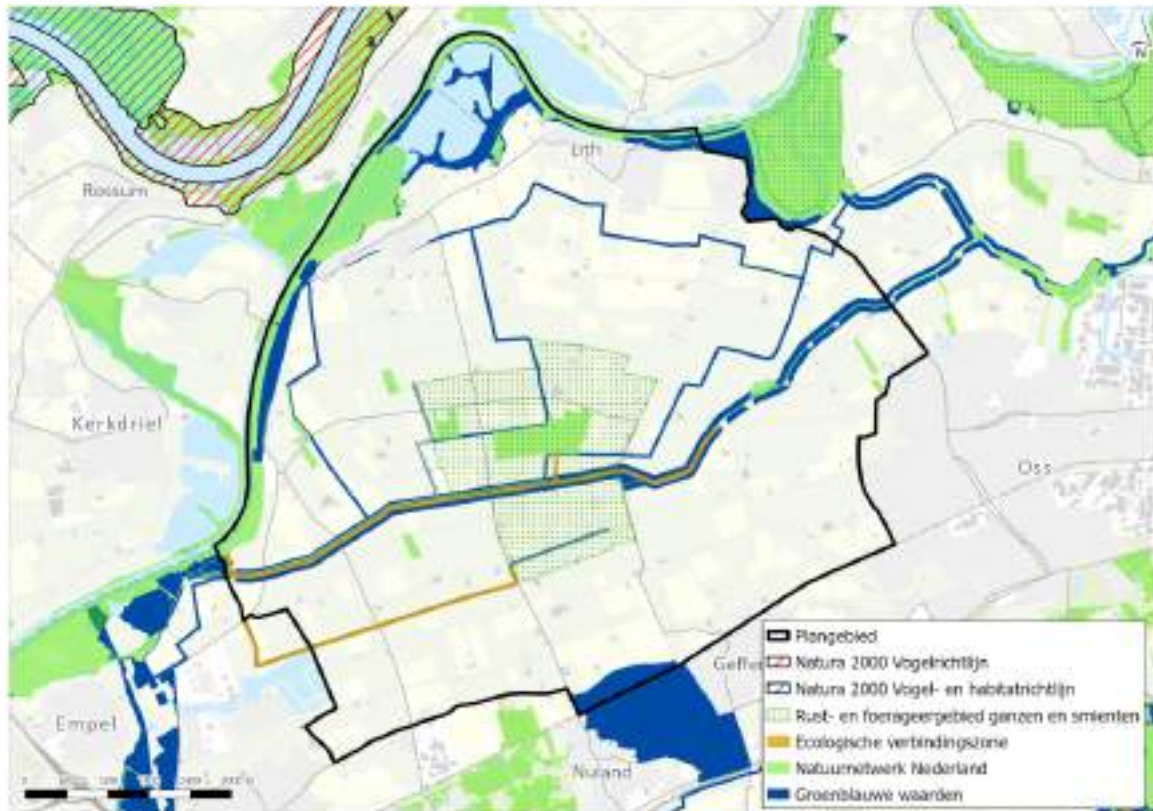 Lith
Rossum
Kerkdriel
Oss
Geffe
Empel
Nuland
Plangebied
Natura 2000 Vogelrichtlijn
Natura 2000 Vogel- en habitatrichtlijn
Rust- en foerageergebied ganzen en smienten
Ecologische verbindingszone
Natuurnetwerk Nederland
Groenblauwe waarden